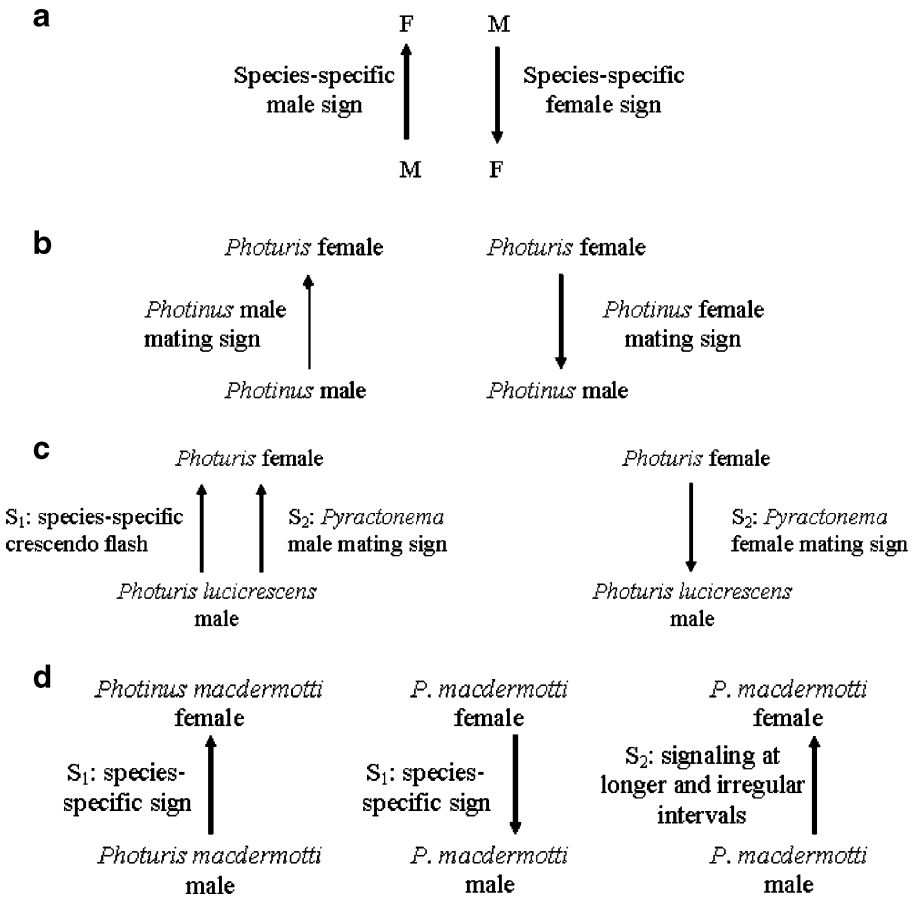 a
F
M
Species-specific
male sign
Species-specific
female sign
M
F
b
Photuris female
Photuris female
Photinus male
mating sign
Photinus female
mating sign
Photinus male
Photinus male
c
Photuris female
Photuris female
S₁: species-specific
crescendo flash
S₂: Pyractonema
male mating sign
S₂: Pyractonema
female mating sign
Photuris lucicrescens
male
Photuris lucicrescens
male
d
Photinus macdermotti
female
P. macdermotti
female
P. macdermotti
female
S₁: species-
specific sign
S₁: species-
specific sign
S₂: signaling at
longer and irregular
intervals
Photuris macdermotti
male
P. macdermotti
male
P. macdermotti
male